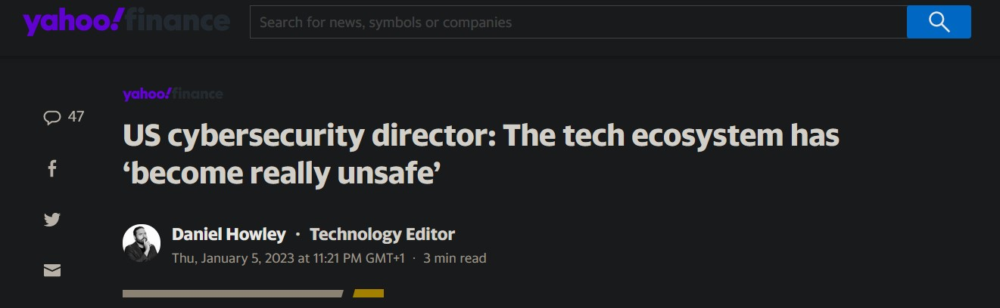 yahoo!finance
Search for news, symbols or companies
yahoo!finance
47
US cybersecurity director: The tech ecosystem has
‘become really unsafe’
Daniel Howley · Technology Editor
Thu, January 5, 2023 at 11:21 PM GMT+1 · 3 min read